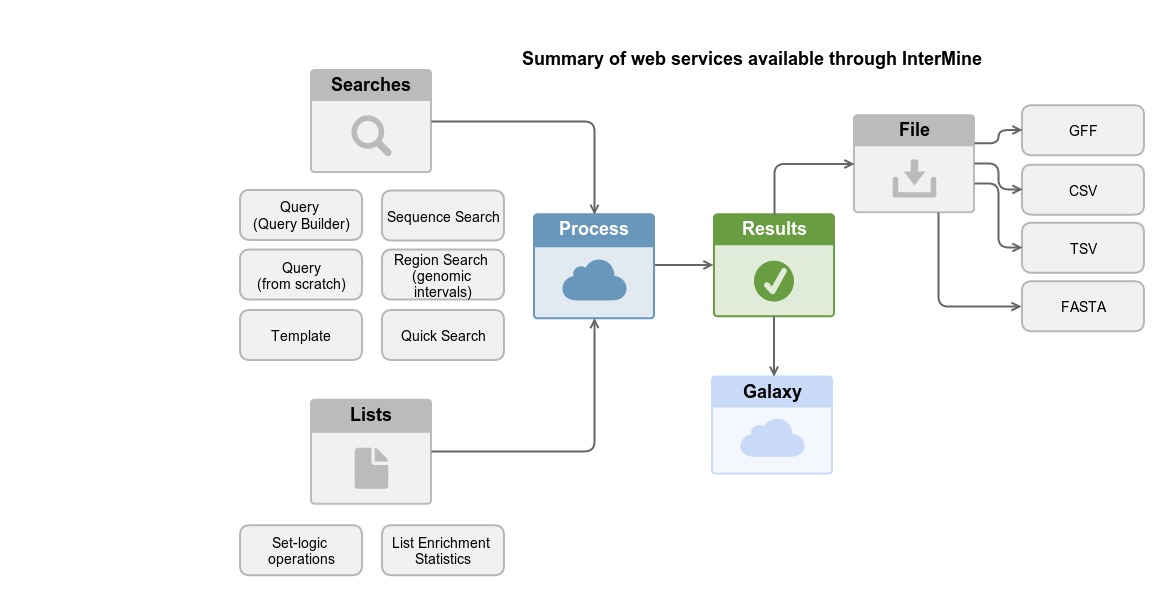 Summary of web services available through InterMine
Searches
Query
(Query Builder)
Sequence Search
Query
(from scratch)
Region Search
(genomic
intervals)
Template
Quick Search
Lists
Set-logic
operations
List Enrichment
Statistics
Process
Results
Galaxy
File
GFF
CSV
TSV
FASTA